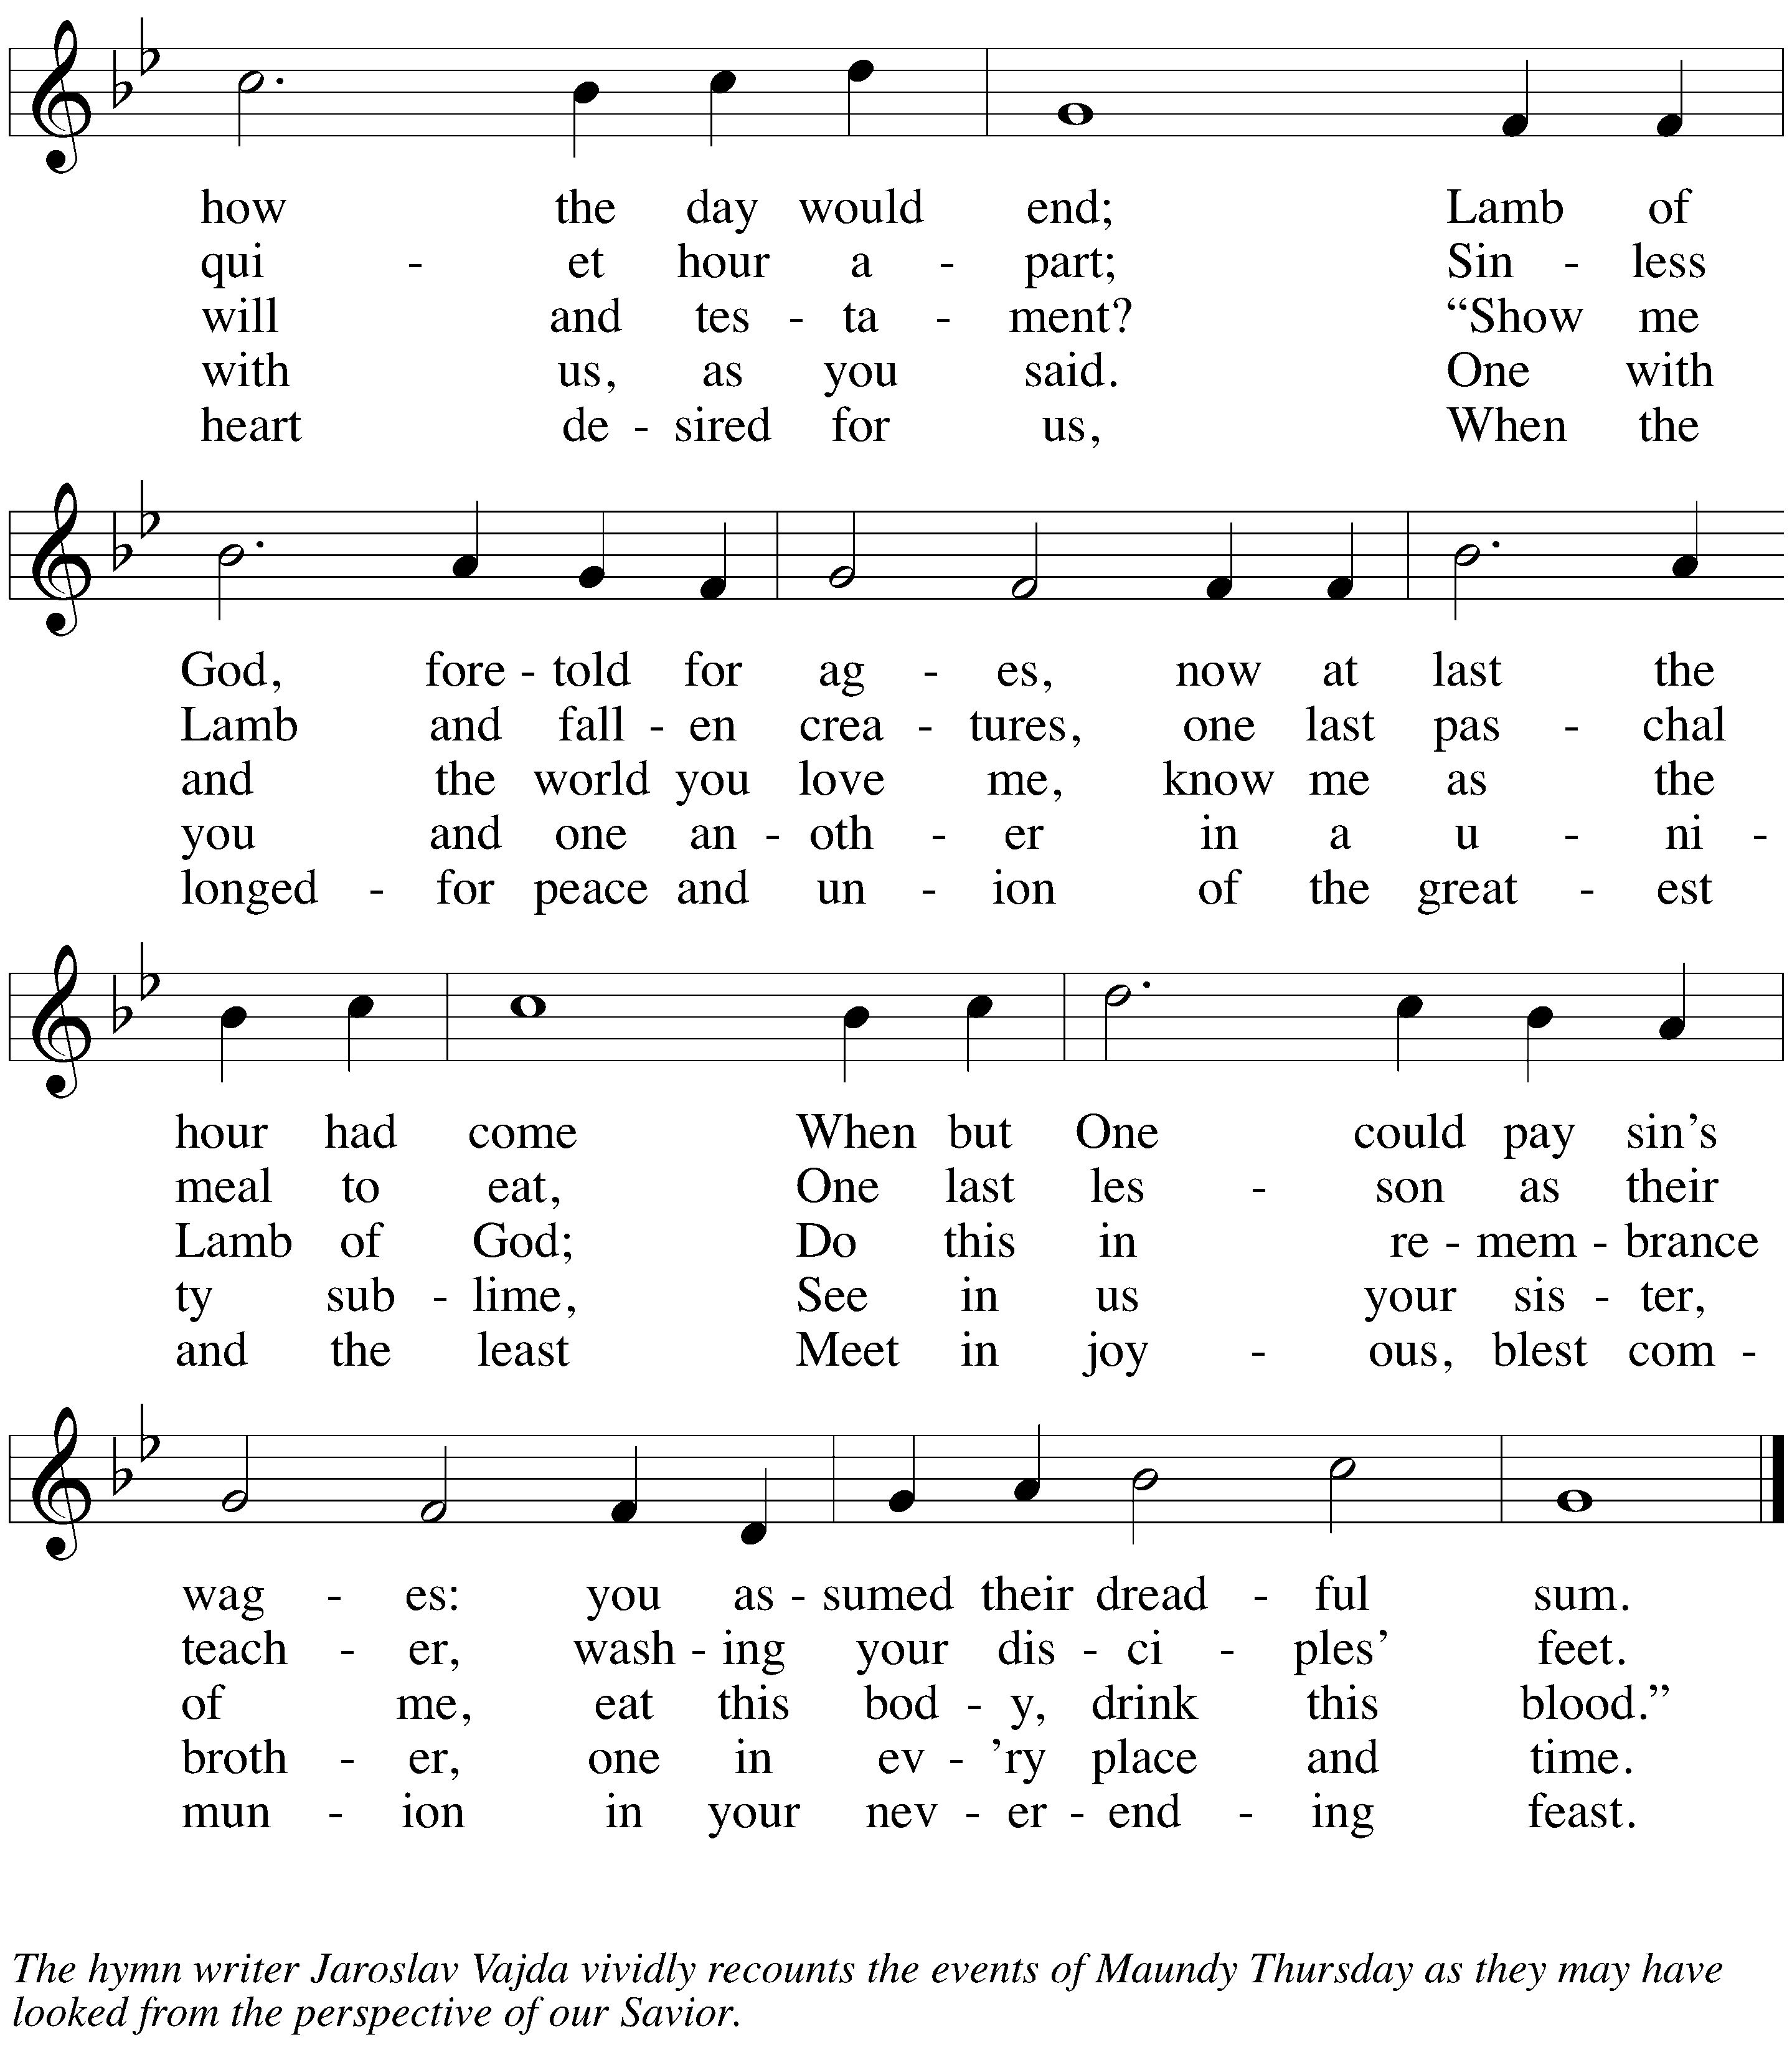 how the day would end; Lamb of
qui - et hour a - part; Sin - less
will and tes - ta - ment? “Show me
with us, as you said. One with
heart de - sired for us, When the
God, fore - told for ag - es, now at last the
Lamb and fall - en crea - tures, one last pas - chal
and the world you love me, know me as the
you and one an - oth - er in a u - ni -
longed - for peace and un - ion of the great - est
hour had come When but One could pay sin’s
meal to eat, One last les - son as their
Lamb of God; Do this in re - mem - brance
ty sub - lime, See in us your sis - ter,
and the least Meet in joy - ous, blest com -
wag - es: you as - sumed their dread - ful sum.
teach - er, wash - ing your dis - ci - ples’ feet.
of me, eat this bod - y, drink this blood.”
broth - er, one in ev - ’ry place and time.
mun - ion in your nev - er - end - ing feast.
The hymn writer Jaroslav Vajda vividly recounts the events of Maundy Thursday as they may have
looked from the perspective of our Savior.